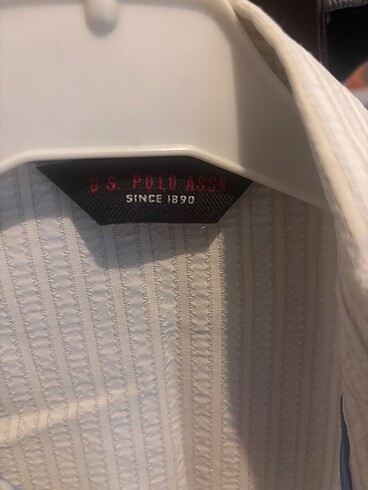 U.S. POLO ASSN.
SINCE 1890